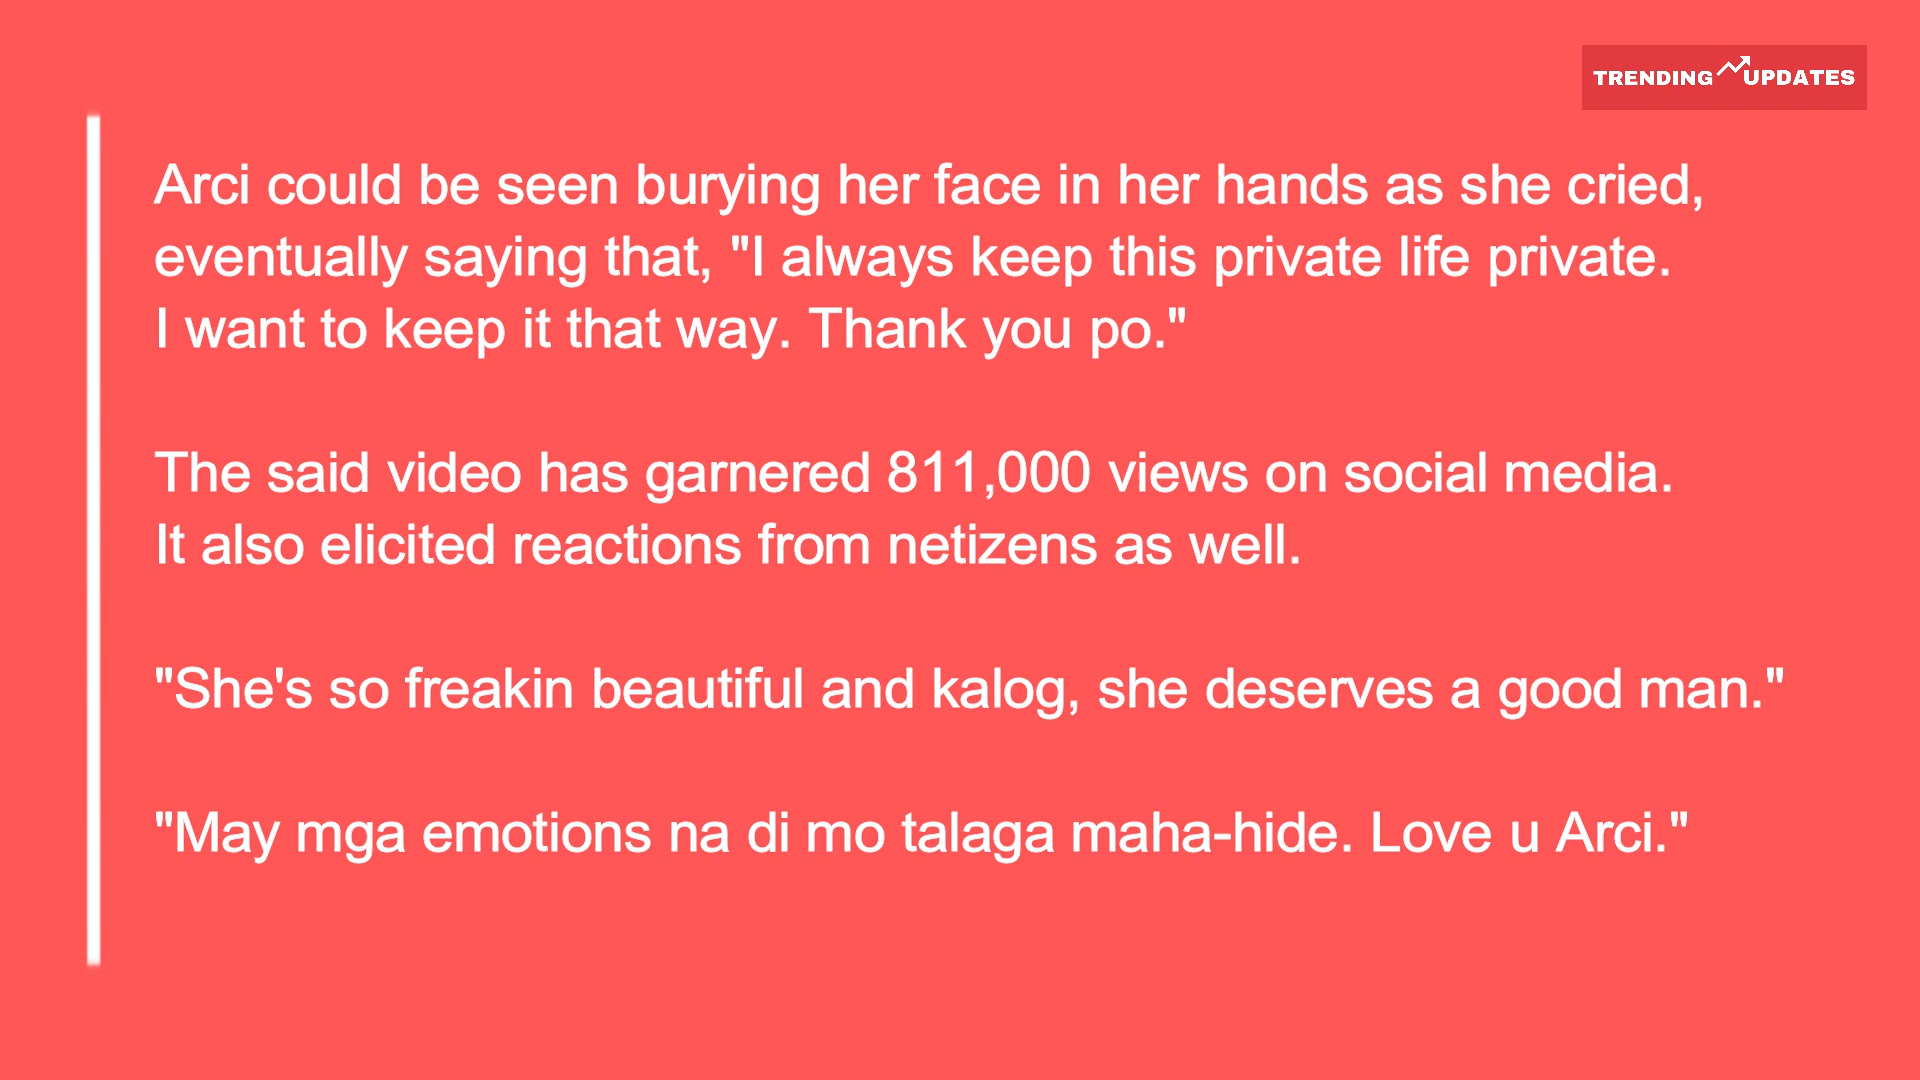 TRENDING UPDATES
Arci could be seen burying her face in her hands as she cried,
eventually saying that, "I always keep this private life private.
I want to keep it that way. Thank you po."
The said video has garnered 811,000 views on social media.
It also elicited reactions from netizens as well.
"She's so freakin beautiful and kalog, she deserves a good man."
"May mga emotions na di mo talaga maha-hide. Love u Arci."